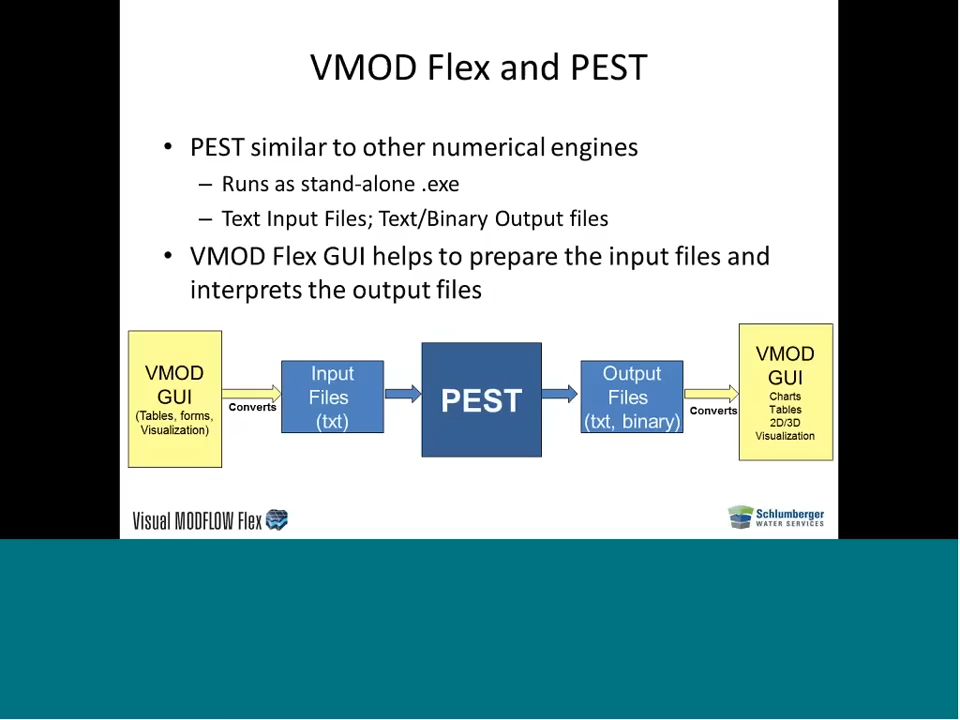 VMOD Flex and PEST
• PEST similar to other numerical engines
– Runs as stand-alone .exe
– Text Input Files; Text/Binary Output files
• VMOD Flex GUI helps to prepare the input files and
interprets the output files
VMOD
GUI
(Tables, forms,
Visualization)
Converts
Input
Files
(txt)
PEST
Output
Files
(txt, binary)
Converts
VMOD
GUI
Charts
Tables
2D/3D
Visualization
Visual MODFLOW Flex
Schlumberger
WATER SERVICES